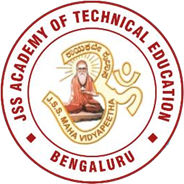 JSS ACADEMY OF TECHNICAL EDUCATION
J.S.S. MAHA VIDYAPEETHA
BENGALURU